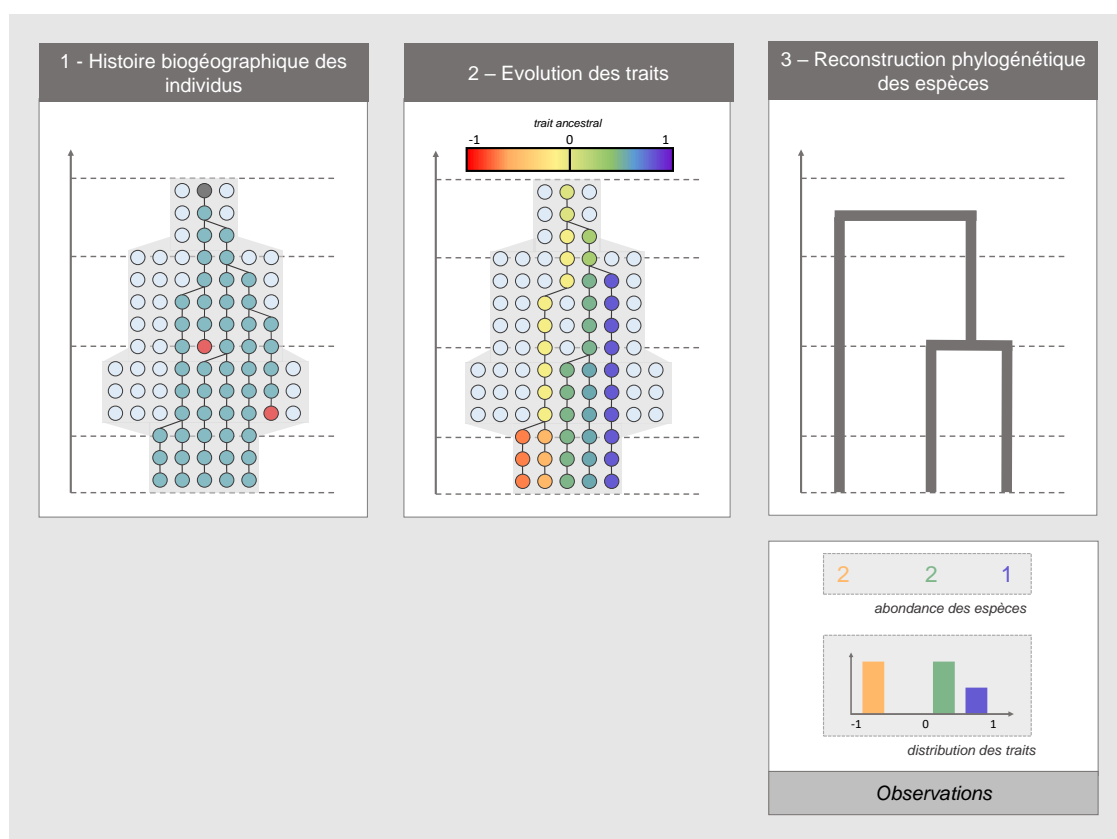 1 - Histoire biogéographique des
individus
2 – Evolution des traits
trait ancestral
-1 0 1
3 – Reconstruction phylogénétique
des espèces
2 2 1
abondance des espèces
-1 0 1
distribution des traits
Observations